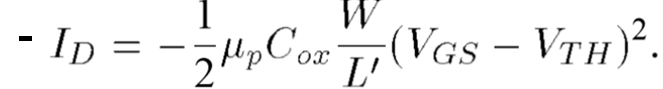 - I_D = -\frac{1}{2}\mu_p C_{ox}\frac{W}{L'}(V_{GS} - V_{TH})^2.